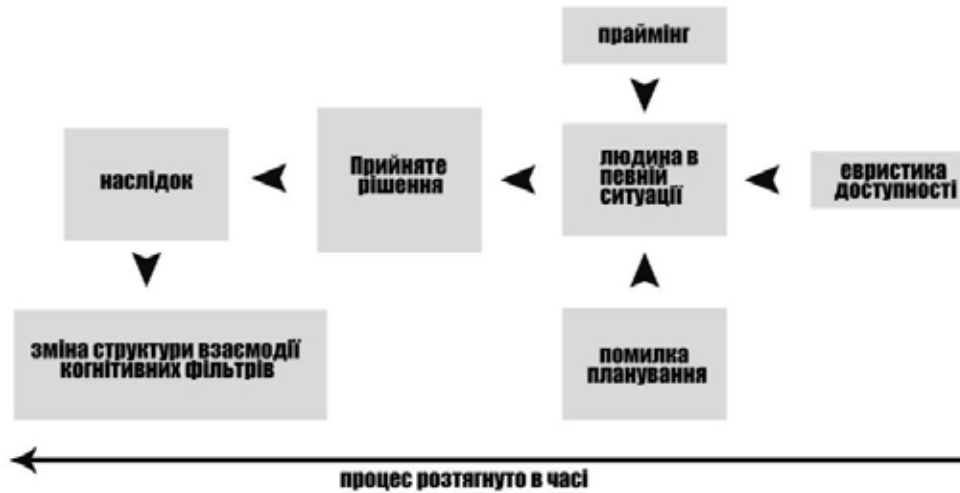 праймінг
наслідок
Прийняте
рішення
людина в
певній
ситуації
евристика
доступності
зміна структури взаємодії
когнітивних фільтрів
помилка
планування
процес розтягнуто в часі